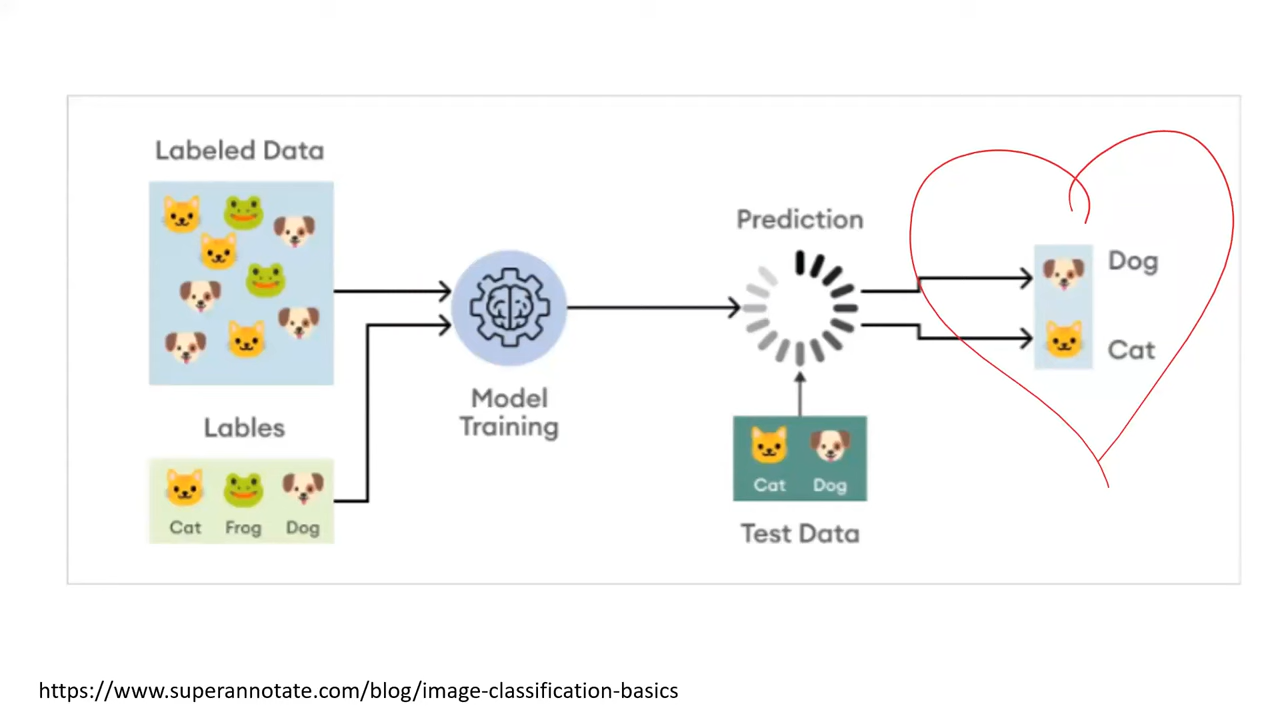 Labeled Data
Lables
Cat Frog Dog
Model
Training
Prediction
Cat Dog
Test Data
Dog
Cat
https://www.superannotate.com/blog/image-classification-basics